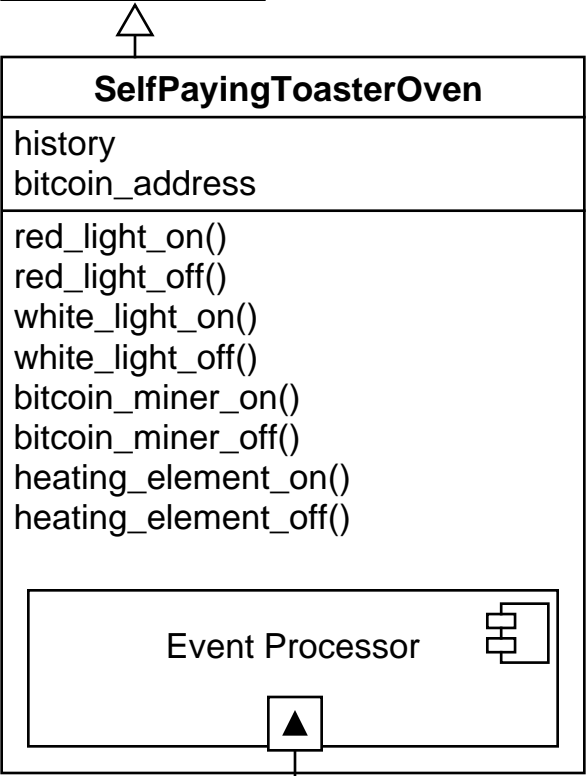 SelfPayingToasterOven
history
bitcoin_address
red_light_on()
red_light_off()
white_light_on()
white_light_off()
bitcoin_miner_on()
bitcoin_miner_off()
heating_element_on()
heating_element_off()
Event Processor